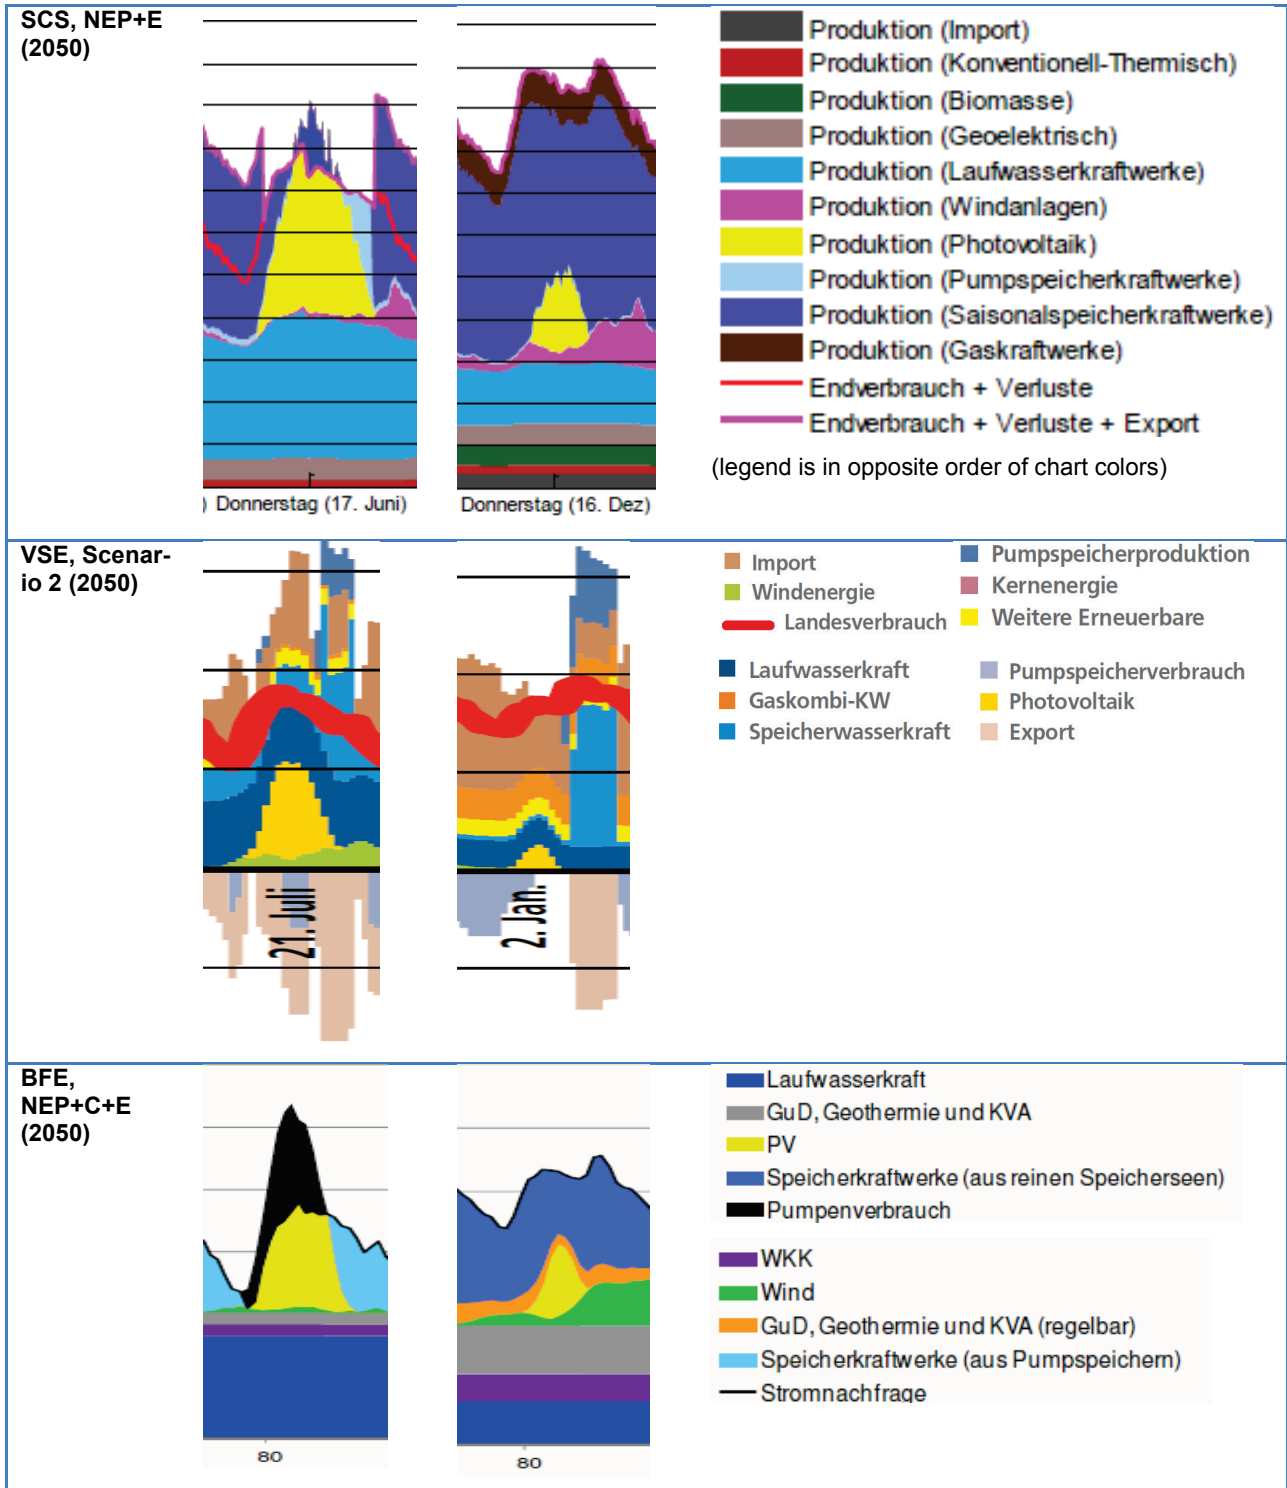 SCS, NEP+E
(2050)
Produktion (Import)
Produktion (Konventionell-Thermisch)
Produktion (Biomasse)
Produktion (Geoelektrisch)
Produktion (Laufwasserkraftwerke)
Produktion (Windanlagen)
Produktion (Photovoltaik)
Produktion (Pumpspeicherkraftwerke)
Produktion (Saisonalspeicherkraftwerke)
Produktion (Gaskraftwerke)
Endverbrauch + Verluste
Endverbrauch + Verluste + Export
(legend is in opposite order of chart colors)
) Donnerstag (17. Juni)
Donnerstag (16. Dez)
VSE, Scenar-
io 2 (2050)
21. Juli
2. Jan.
Import
Windenergie
Landesverbrauch
Pumpspeicherproduktion
Kernenergie
Weitere Erneuerbare
Laufwasserkraft
Gaskombi-KW
Speicherwasserkraft
Pumpspeicherverbrauch
Photovoltaik
Export
BFE,
NEP+C+E
(2050)
80
80
Laufwasserkraft
GuD, Geothermie und KVA
PV
Speicherkraftwerke (aus reinen Speicherseen)
Pumpenverbrauch
WKK
Wind
GuD, Geothermie und KVA (regelbar)
Speicherkraftwerke (aus Pumpspeichern)
Stromnachfrage